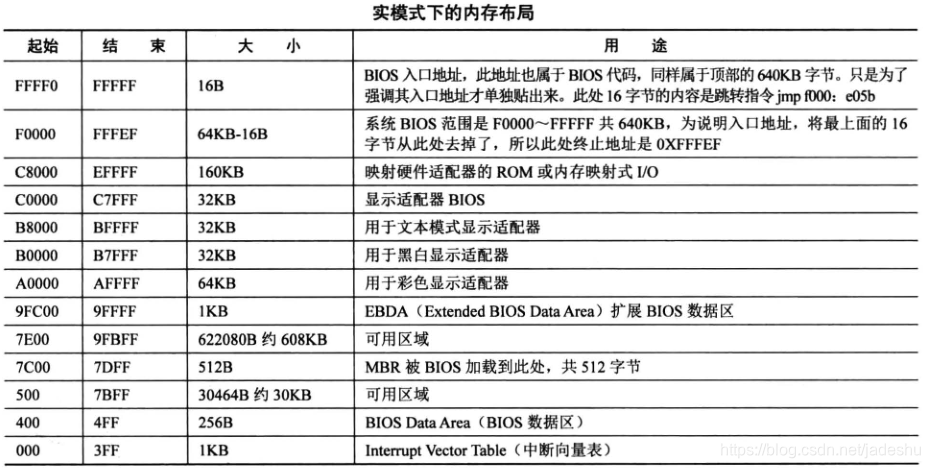 实模式下的内存布局
起始 结 束 大 小 用 途
FFFF0 FFFFF 16B BIOS 入口地址，此地址也属于 BIOS 代码，同样属于顶部的 640KB 字节。只是为了
强调其入口地址才单独贴出来。此处 16 字节的内容是跳转指令 jmp f000：e05b
F0000 FFFEF 64KB-16B 系统 BIOS 范围是 F0000～FFFFF 共 640KB，为说明入口地址，将最上面的 16
字节从此处去掉了，所以此处终止地址是 0XFFFEF
C8000 EFFFF 160KB 映射硬件适配器的 ROM 或内存映射式 I/O
C0000 C7FFF 32KB 显示适配器 BIOS
B8000 BFFFF 32KB 用于文本模式显示适配器
B0000 B7FFF 32KB 用于黑白显示适配器
A0000 AFFFF 64KB 用于彩色显示适配器
9FC00 9FFFF 1KB EBDA（Extended BIOS Data Area）扩展 BIOS 数据区
7E00 9FBFF 622080B 约 608KB 可用区域
7C00 7DFF 512B MBR 被 BIOS 加载到此处，共 512 字节
500 7BFF 30464B 约 30KB 可用区域
400 4FF 256B BIOS Data Area（BIOS 数据区）
000 3FF 1KB Interrupt Vector Table（中断向量表）
https://blog.csdn.net/jadeshu